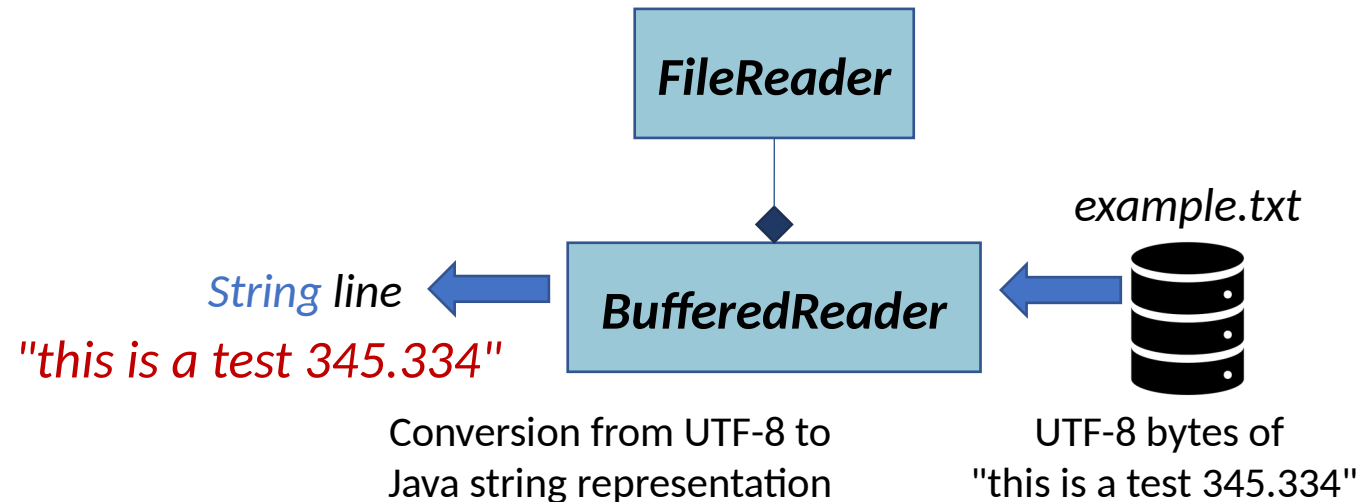 FileReader
example.txt
String line
BufferedReader
"this is a test 345.334"
Conversion from UTF-8 to
Java string representation
UTF-8 bytes of
"this is a test 345.334"